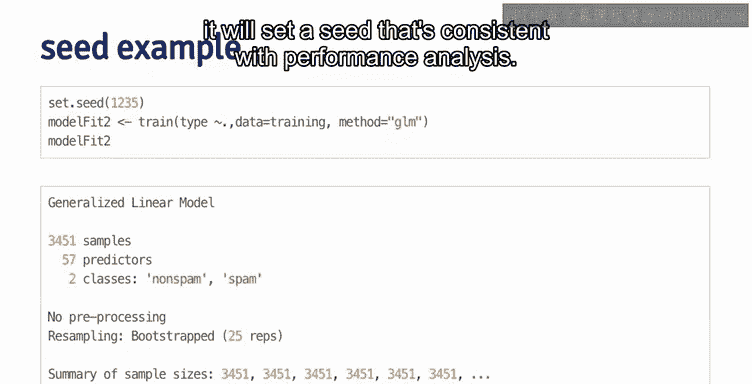 it will set a seed that's consistent
with performance analysis.
seed example
set.seed(1235)
modelFit2 <- train(type ~.,data=training, method="glm")
modelFit2
Generalized Linear Model
3451 samples
57 predictors
2 classes: 'nonspam', 'spam'
No pre-processing
Resampling: Bootstrapped (25 reps)
Summary of sample sizes: 3451, 3451, 3451, 3451, 3451, 3451, ...